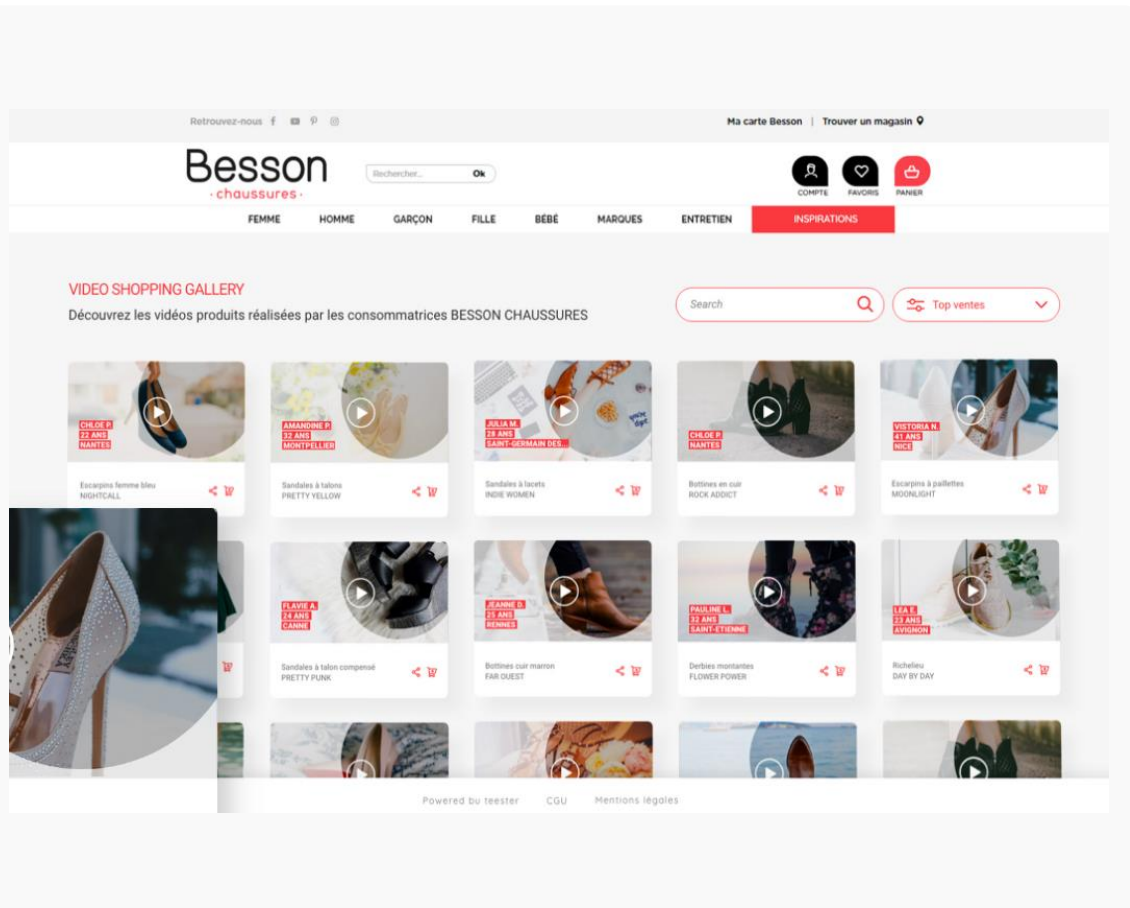 Retrouvez-nous
Ma carte Besson | Trouver un magasin
Besson
· chaussures ·
Rechercher...
Ok
COMPTE
FAVORIS
PANIER
FEMME
HOMME
GARÇON
FILLE
BÉBÉ
MARQUES
ENTRETIEN
INSPIRATIONS
VIDEO SHOPPING GALLERY
Découvrez les vidéos produits réalisées par les consommatrices BESSON CHAUSSURES
Search
Top ventes
CHLOE P.
22 ANS
NANTES
Escarpins femme bleu
NIGHTCALL
AMANDINE P.
32 ANS
MONTPELLIER
Sandales à talons
PRETTY YELLOW
JULIA M.
28 ANS
SAINT-GERMAIN DES...
Sandales à lacets
INDIE WOMEN
CHLOE P.
NANTES
Bottines en cuir
ROCK ADDICT
VISTORIA N.
41 ANS
NICE
Escarpins à paillettes
MOONLIGHT
FLAVIE A.
24 ANS
CANNE
Sandales à talon compensé
PRETTY PUNK
JEANNE D.
25 ANS
RENNES
Bottines cuir marron
FAR OUEST
PAULINE L.
32 ANS
SAINT-ETIENNE
Derbies montantes
FLOWER POWER
LEA E.
23 ANS
AVIGNON
Richelieu
DAY BY DAY
Powered bu teester
CGU
Mentions légales